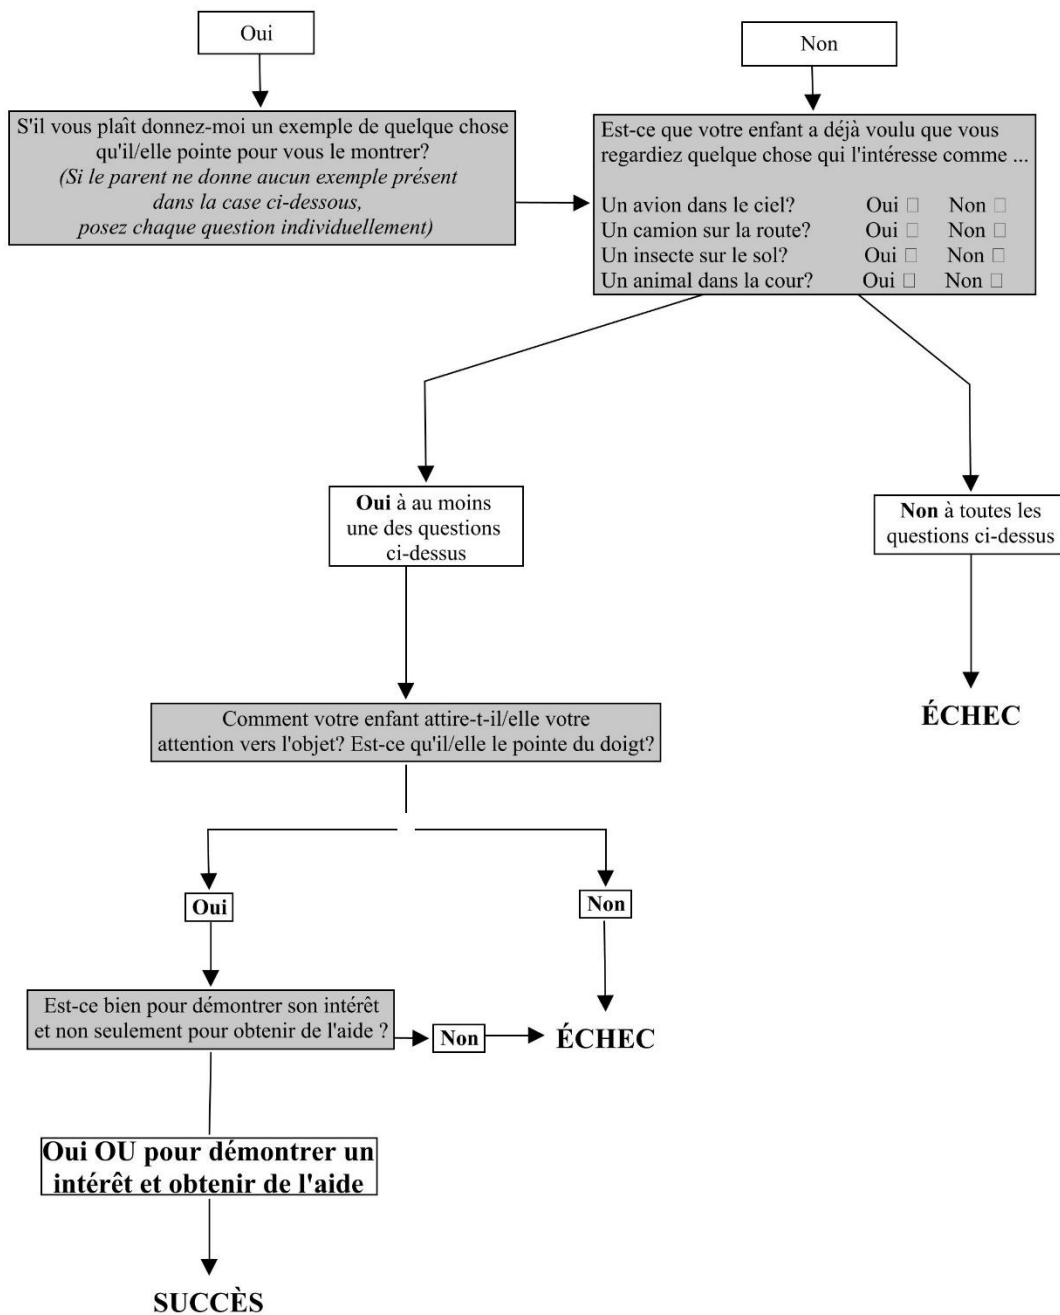 Oui
Non
S'il vous plaît donnez-moi un exemple de quelque chose
qu'il/elle pointe pour vous le montrer?
(Si le parent ne donne aucun exemple présent
dans la case ci-dessous,
posez chaque question individuellement)
Est-ce que votre enfant a déjà voulu que vous
regardiez quelque chose qui l'intéresse comme ...
Un avion dans le ciel? Oui □ Non □
Un camion sur la route? Oui □ Non □
Un insecte sur le sol? Oui □ Non □
Un animal dans la cour? Oui □ Non □
Oui à au moins
une des questions
ci-dessus
Non à toutes les
questions ci-dessus
ÉCHEC
Comment votre enfant attire-t-il/elle votre
attention vers l'objet? Est-ce qu'il/elle le pointe du doigt?
Oui
Non
Est-ce bien pour démontrer son intérêt
et non seulement pour obtenir de l'aide ?
Non
ÉCHEC
Oui OU pour démontrer un
intérêt et obtenir de l'aide
SUCCÈS